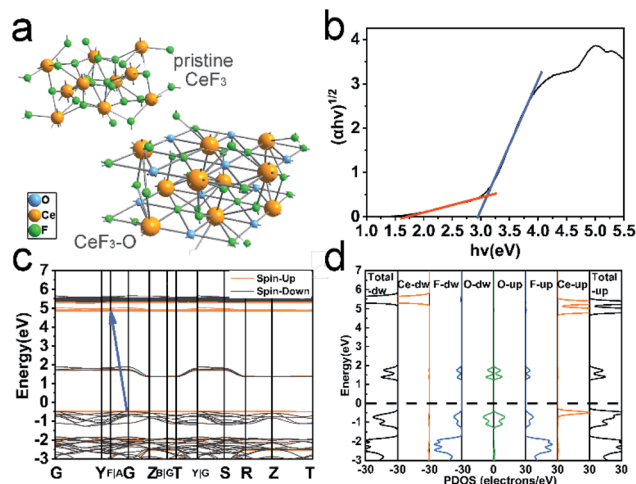 a
pristine
CeF3
O
Ce
F
CeF3-O
b
(αhv)1/2
4
3
2
1
0
1.0 1.5 2.0 2.5 3.0 3.5 4.0 4.5 5.0 5.5
hv(eV)
c
Energy(eV)
7
6
5
4
3
2
1
0
-1
-2
-3
Spin-Up
Spin-Down
G Y F|A G Z B|G T Y|G S R Z T
d
Energy(eV)
7
6
5
4
3
2
1
0
-1
-2
-3
Total Ce-dw F-dw O-dw O-up F-up Ce-up Total
-dw -up
-30 30 30 30 0 30 30 30 30
PDOS (electrons/eV)